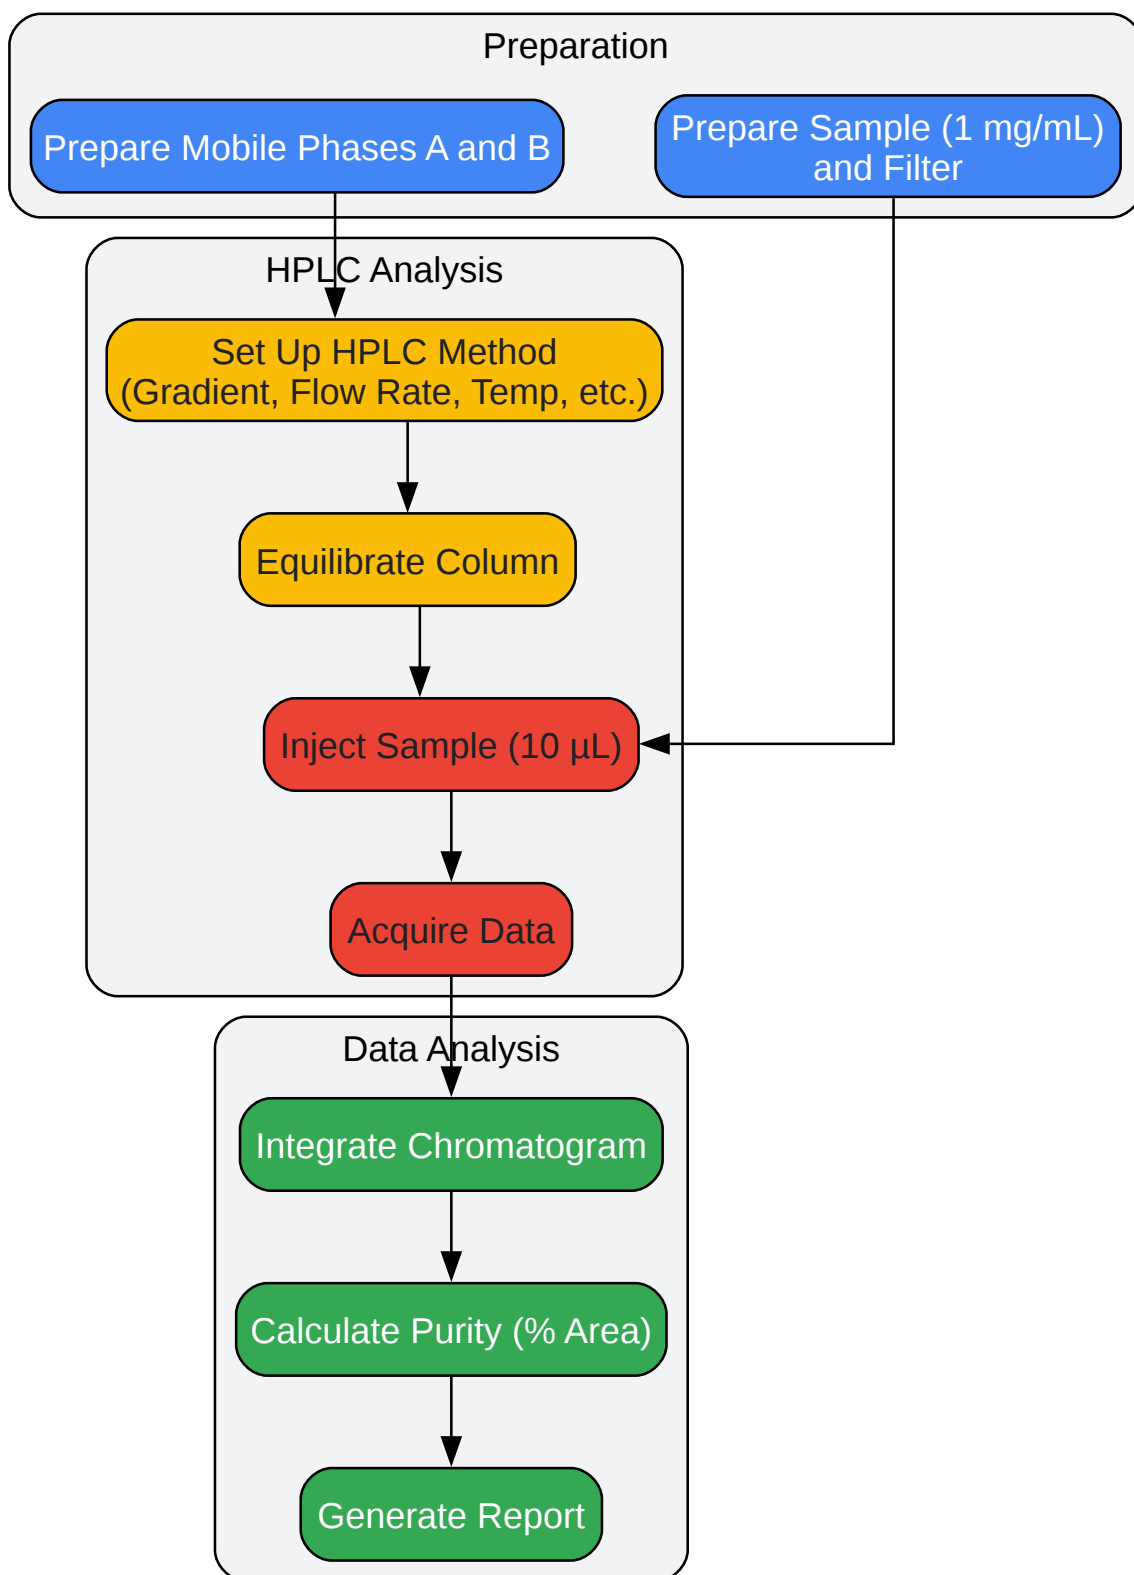 Preparation
Prepare Mobile Phases A and B
Prepare Sample (1 mg/mL)
and Filter
HPLC Analysis
Set Up HPLC Method
(Gradient, Flow Rate, Temp, etc.)
Equilibrate Column
Inject Sample (10 µL)
Acquire Data
Data Analysis
Integrate Chromatogram
Calculate Purity (% Area)
Generate Report